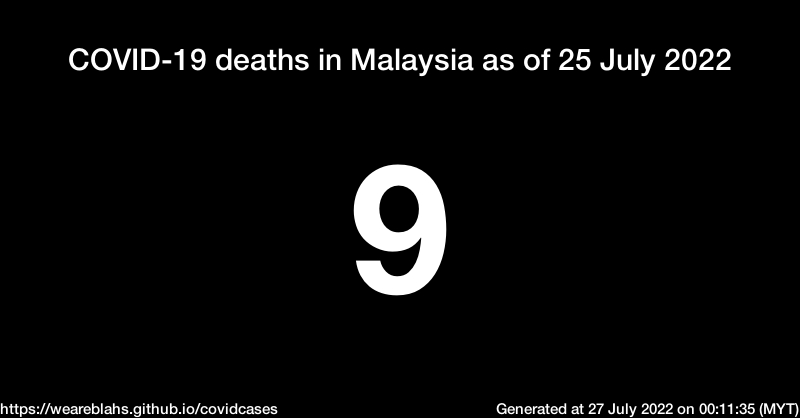 COVID-19 deaths in Malaysia as of 25 July 2022
9
https://weareblahs.github.io/covidcases
Generated at 27 July 2022 on 00:11:35 (MYT)